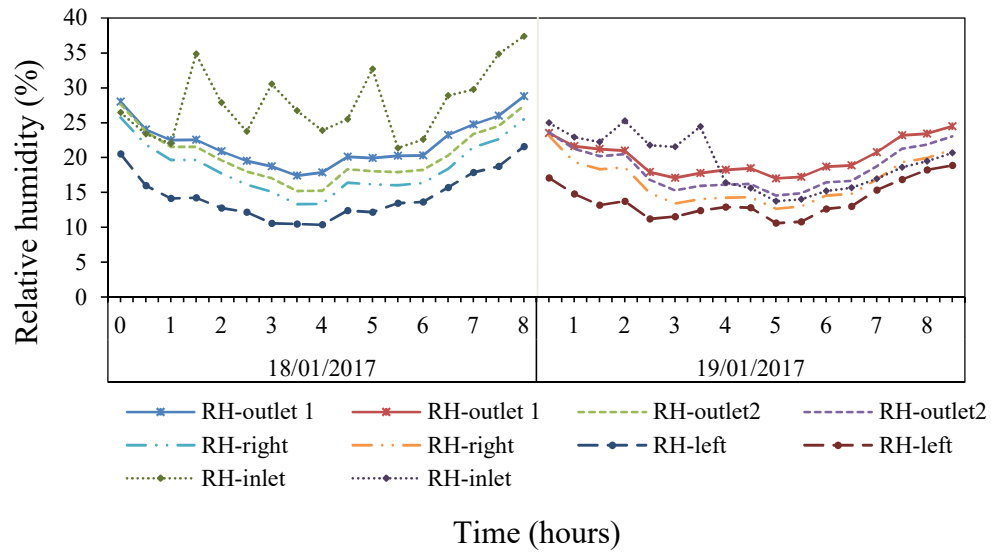 Relative humidity (%)
40
35
30
25
20
15
10
5
0
0 1 2 3 4 5 6 7 8 1 2 3 4 5 6 7 8
18/01/2017 19/01/2017
RH-outlet 1 RH-outlet 1 RH-outlet2 RH-outlet2
RH-right RH-right RH-left RH-left
RH-inlet RH-inlet
Time (hours)